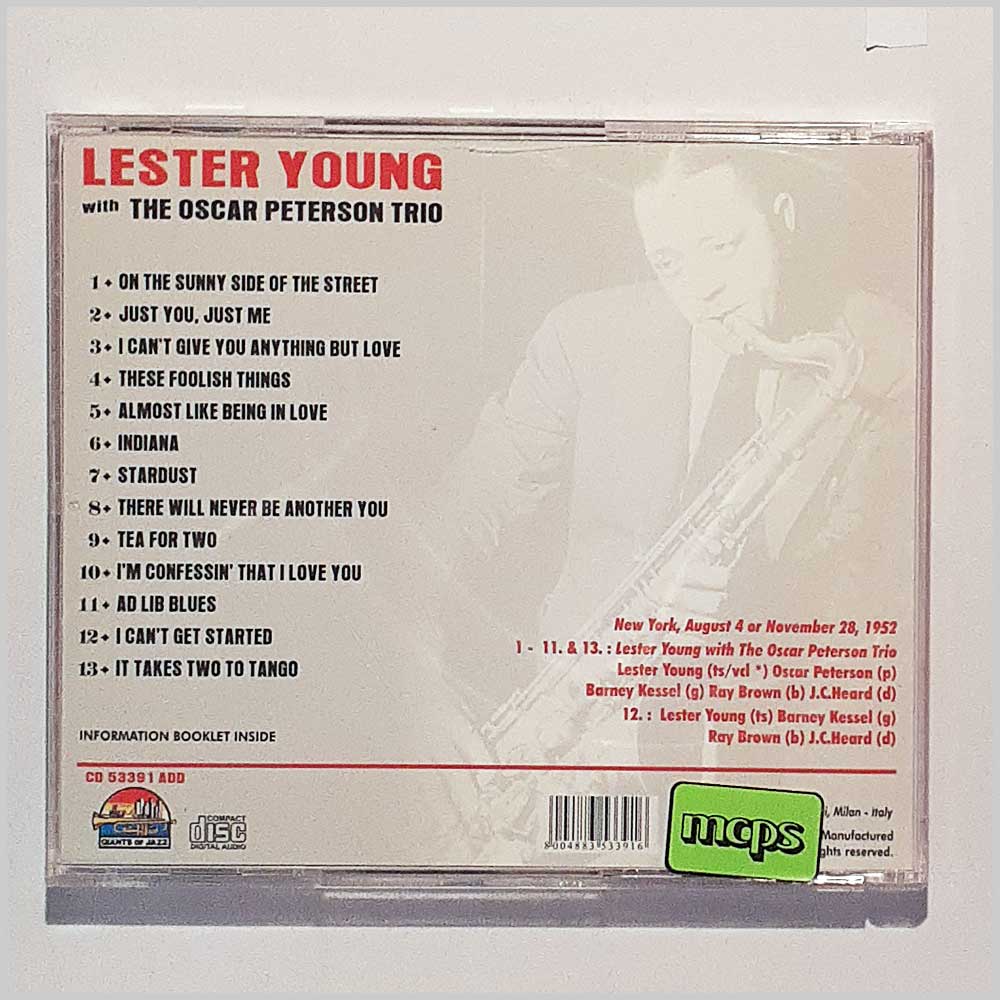 LESTER YOUNG
with THE OSCAR PETERSON TRIO
1 ON THE SUNNY SIDE OF THE STREET
2 JUST YOU, JUST ME
3 I CAN'T GIVE YOU ANYTHING BUT LOVE
4 THESE FOOLISH THINGS
5 ALMOST LIKE BEING IN LOVE
6 INDIANA
7 STARDUST
8 THERE WILL NEVER BE ANOTHER YOU
9 TEA FOR TWO
10 I'M CONFESSIN' THAT I LOVE YOU
11 AD LIB BLUES
12 I CAN'T GET STARTED
13 IT TAKES TWO TO TANGO
New York, August 4 or November 28, 1952
1 - 11. & 13. : Lester Young with The Oscar Peterson Trio
Lester Young (ts/vcl *) Oscar Peterson (p)
Barney Kessel (g) Ray Brown (b) J.C.Heard (d)
12. : Lester Young (ts) Barney Kessel (g)
Ray Brown (b) J.C.Heard (d)
INFORMATION BOOKLET INSIDE
CD 53391 ADD
GIANTS OF JAZZ
COMPACT
disc
DIGITAL AUDIO
8004883533916
mcps
i, Milan - Italy
Manufactured
ghts reserved.